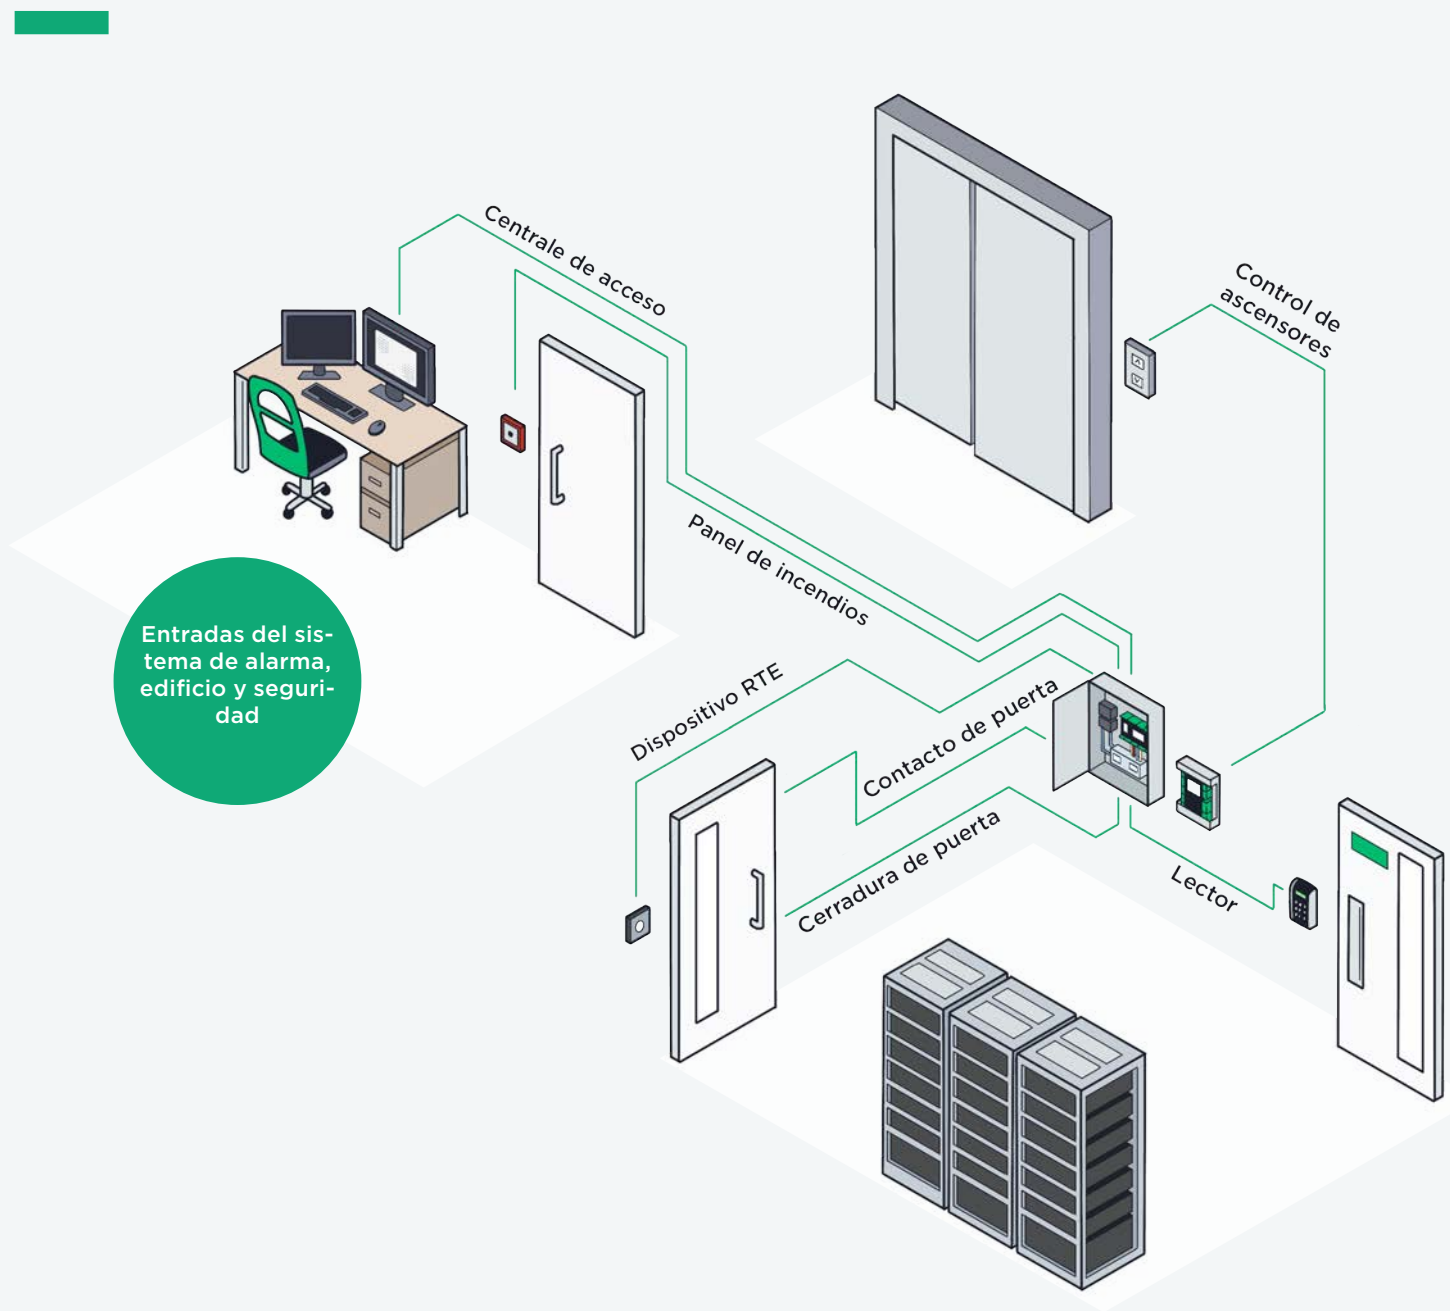 Centrale de acceso
Control de
ascensores
Panel de incendios
Entradas del sis-
tema de alarma,
edificio y seguri-
dad
Dispositivo RTE
Contacto de puerta
Cerradura de puerta
Lector